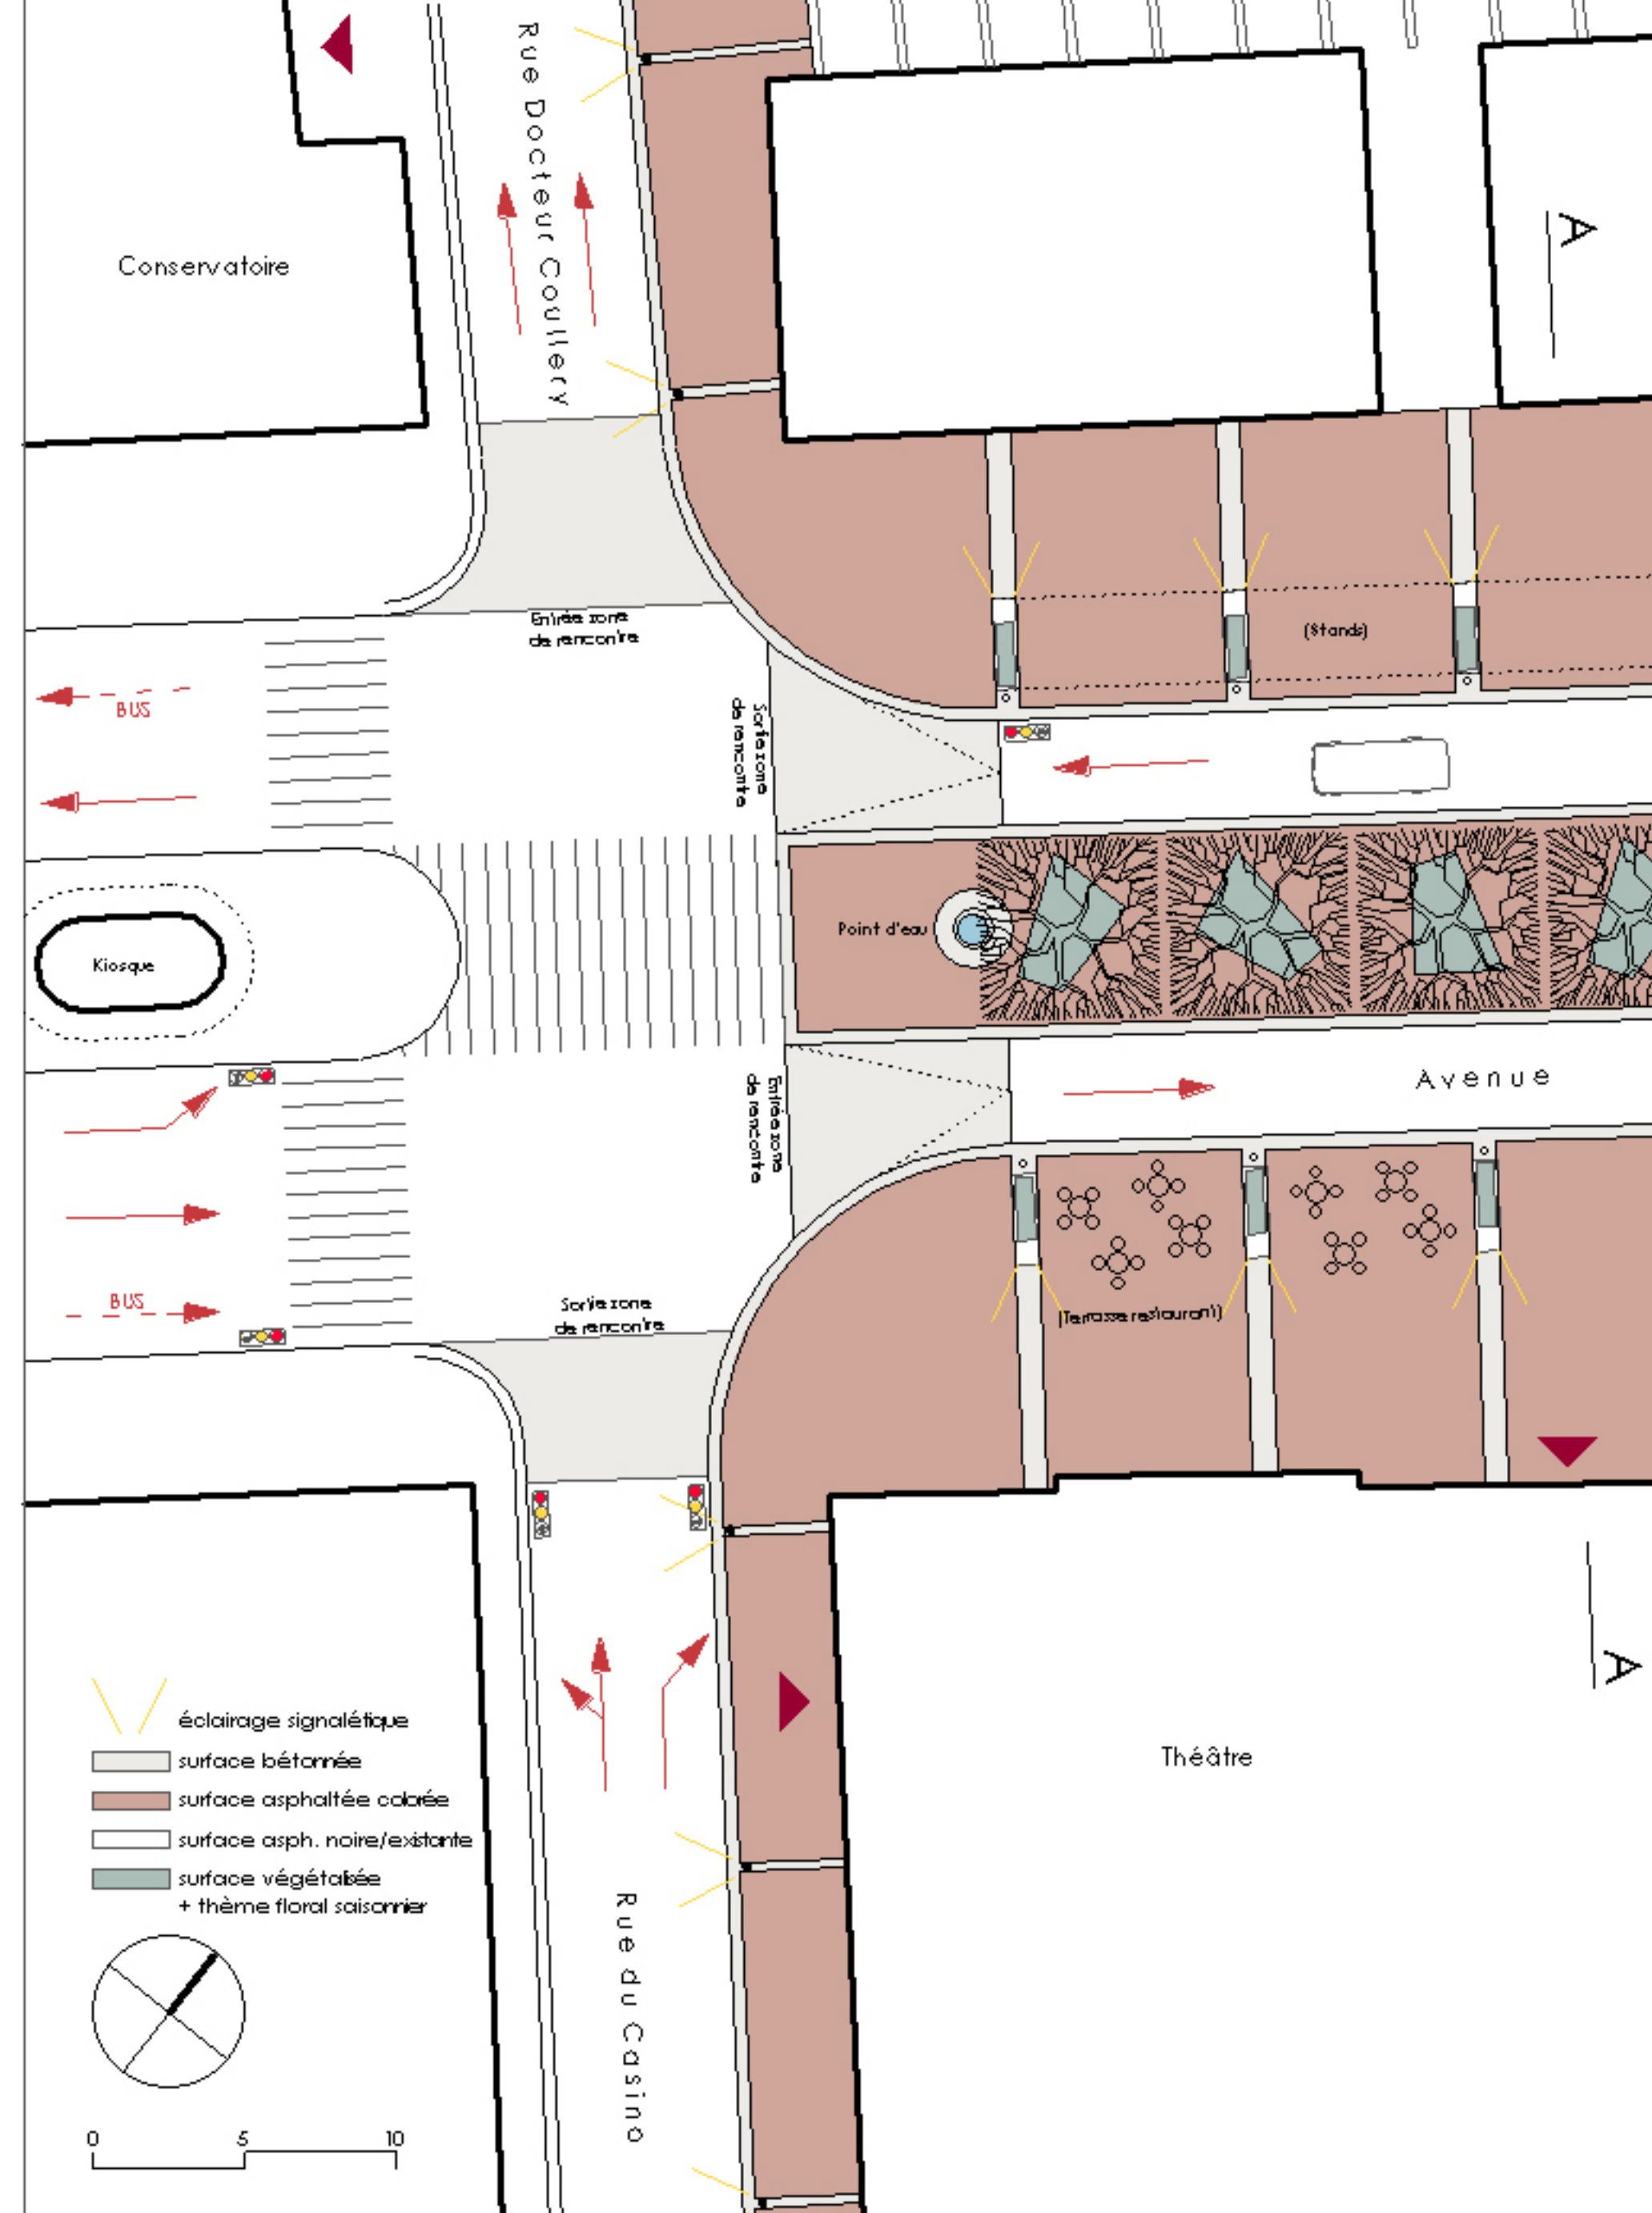 Rue Docteur Coullery
A
Conservatoire
Entrée zone
de rencontre
(Stands)
BUS
Sortie zone
de renconte
Point d'eau
Kiosque
Avenue
Entrée zone
de renconte
BUS
Sortie zone
de rencontre
(Terrasse restaurant)
A
éclairage signalétique
surface bétonnée
Théâtre
surface asphaltée colorée
surface asph. noire/existante
surface végétalisée
+ thème floral saisonnier
Rue du Casino
0 5 10